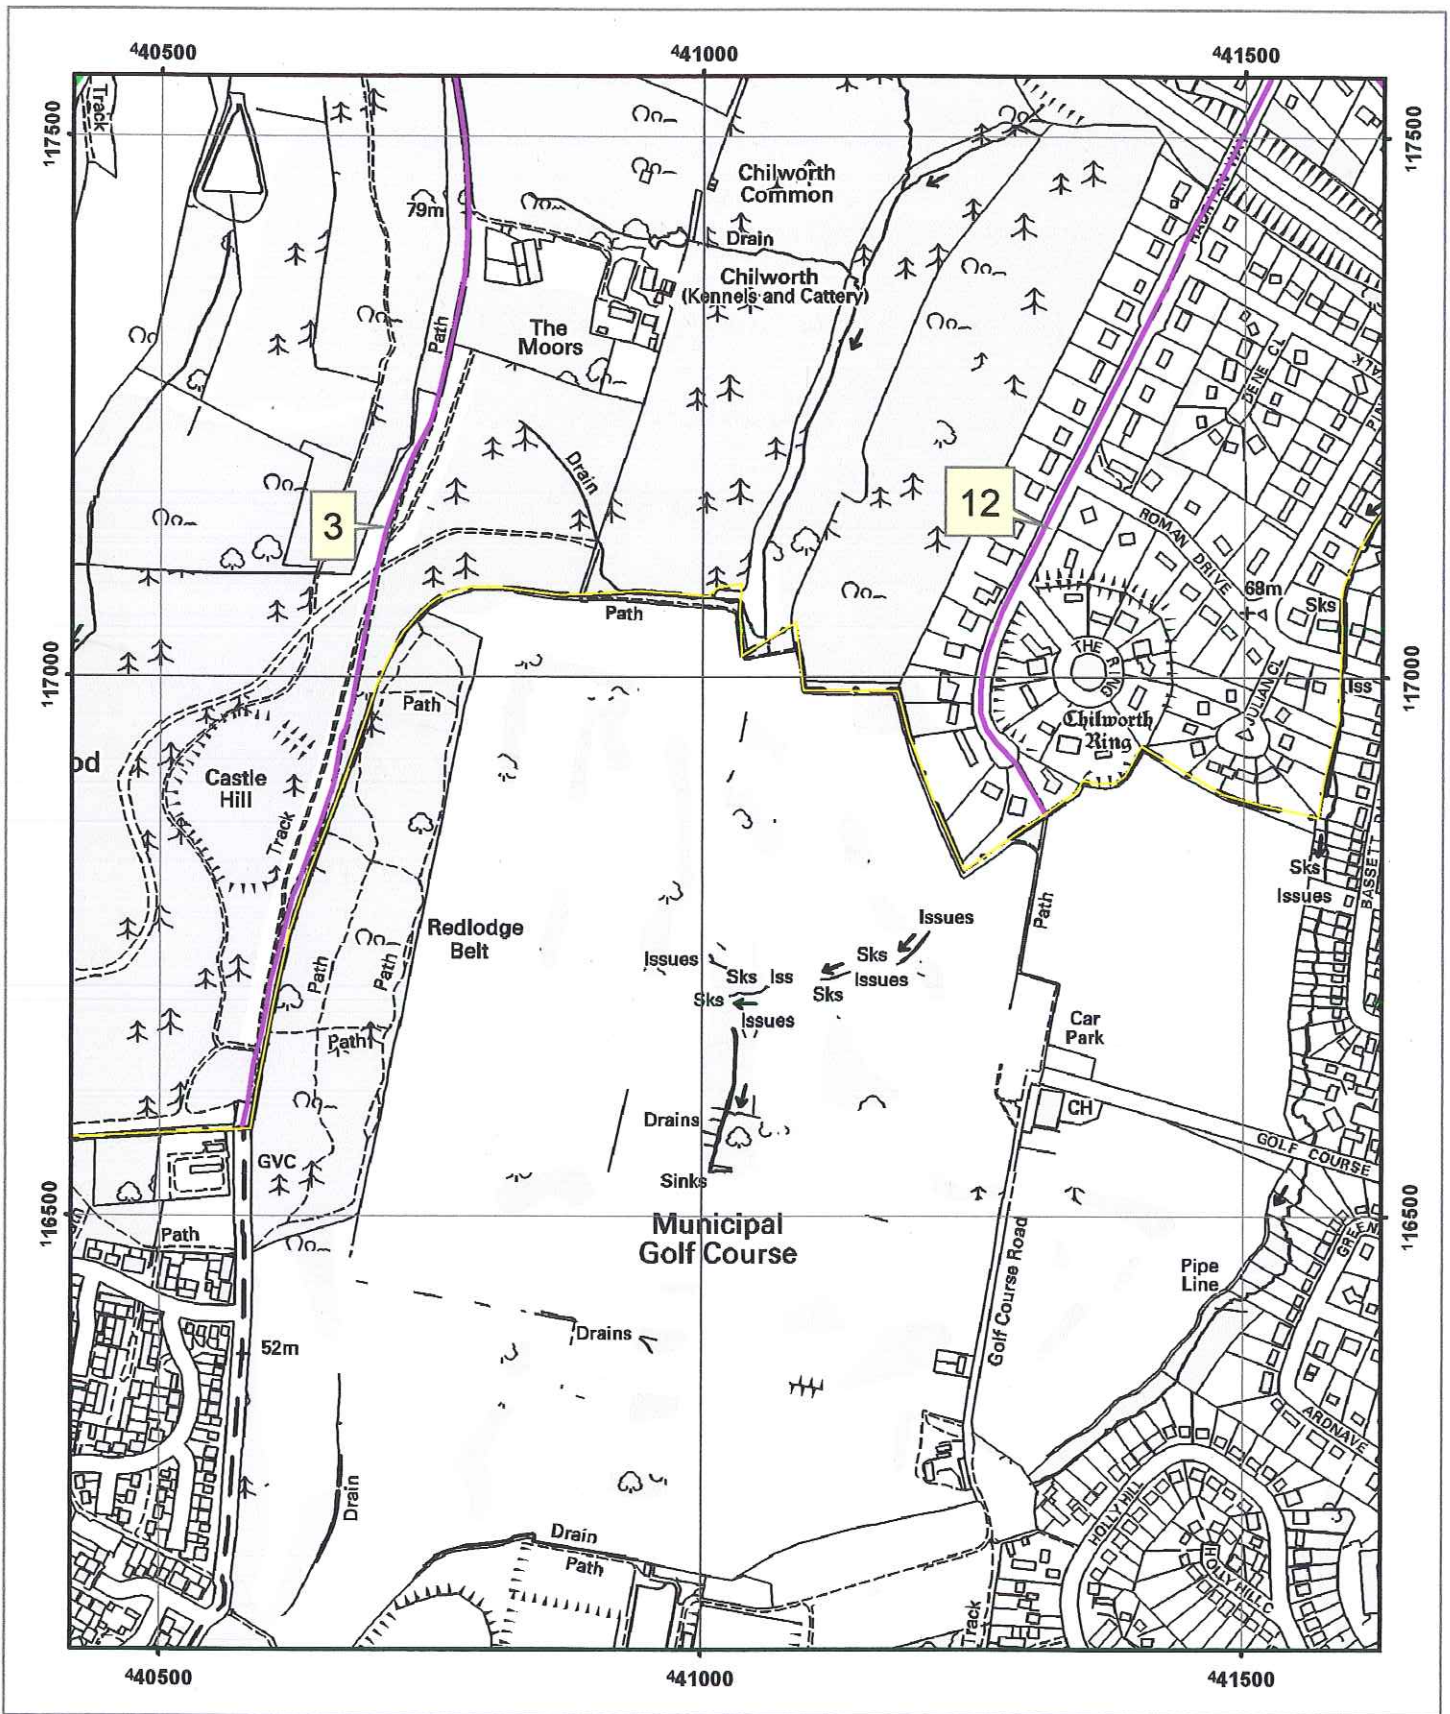 440500
441000
441500
117500
117500
Track
Chilworth
Common
79m
Drain
Chilworth
(Kennels and Cattery)
Path
The
Moors
DENE CL
Drain
3
12
ROMAN DRIVE
68m
Sks
Path
117000
117000
THE RING
Iss
JULIAN CL
Path
Chilworth
Ring
od
Castle
Hill
Track
Sks
Issues
BASSETT
Path
Issues
Redlodge
Belt
Path
Path
Issues
Sks
Sks
Iss
Issues
Sks
Sks
Issues
Path
Car
Park
CH
Drains
GOLF COURSE
GVC
Sinks
116500
116500
Path
Municipal
Golf Course
GREEN
Golf Course Road
Pipe
Line
Drains
52m
ARDNAVE
Drain
HOLLY HILL
Drain
Path
HOLLY HILL C
Track
440500
441000
441500